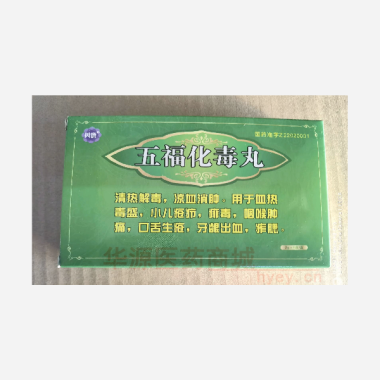 国药准字Z22020601
五福化毒丸
清热解毒，凉血消肿 用于血热
毒盛，小儿疮疖，痱毒，咽喉肿
痛，口舌生疮，牙龈出血，痄腮
华源医药商城
hyey.cn